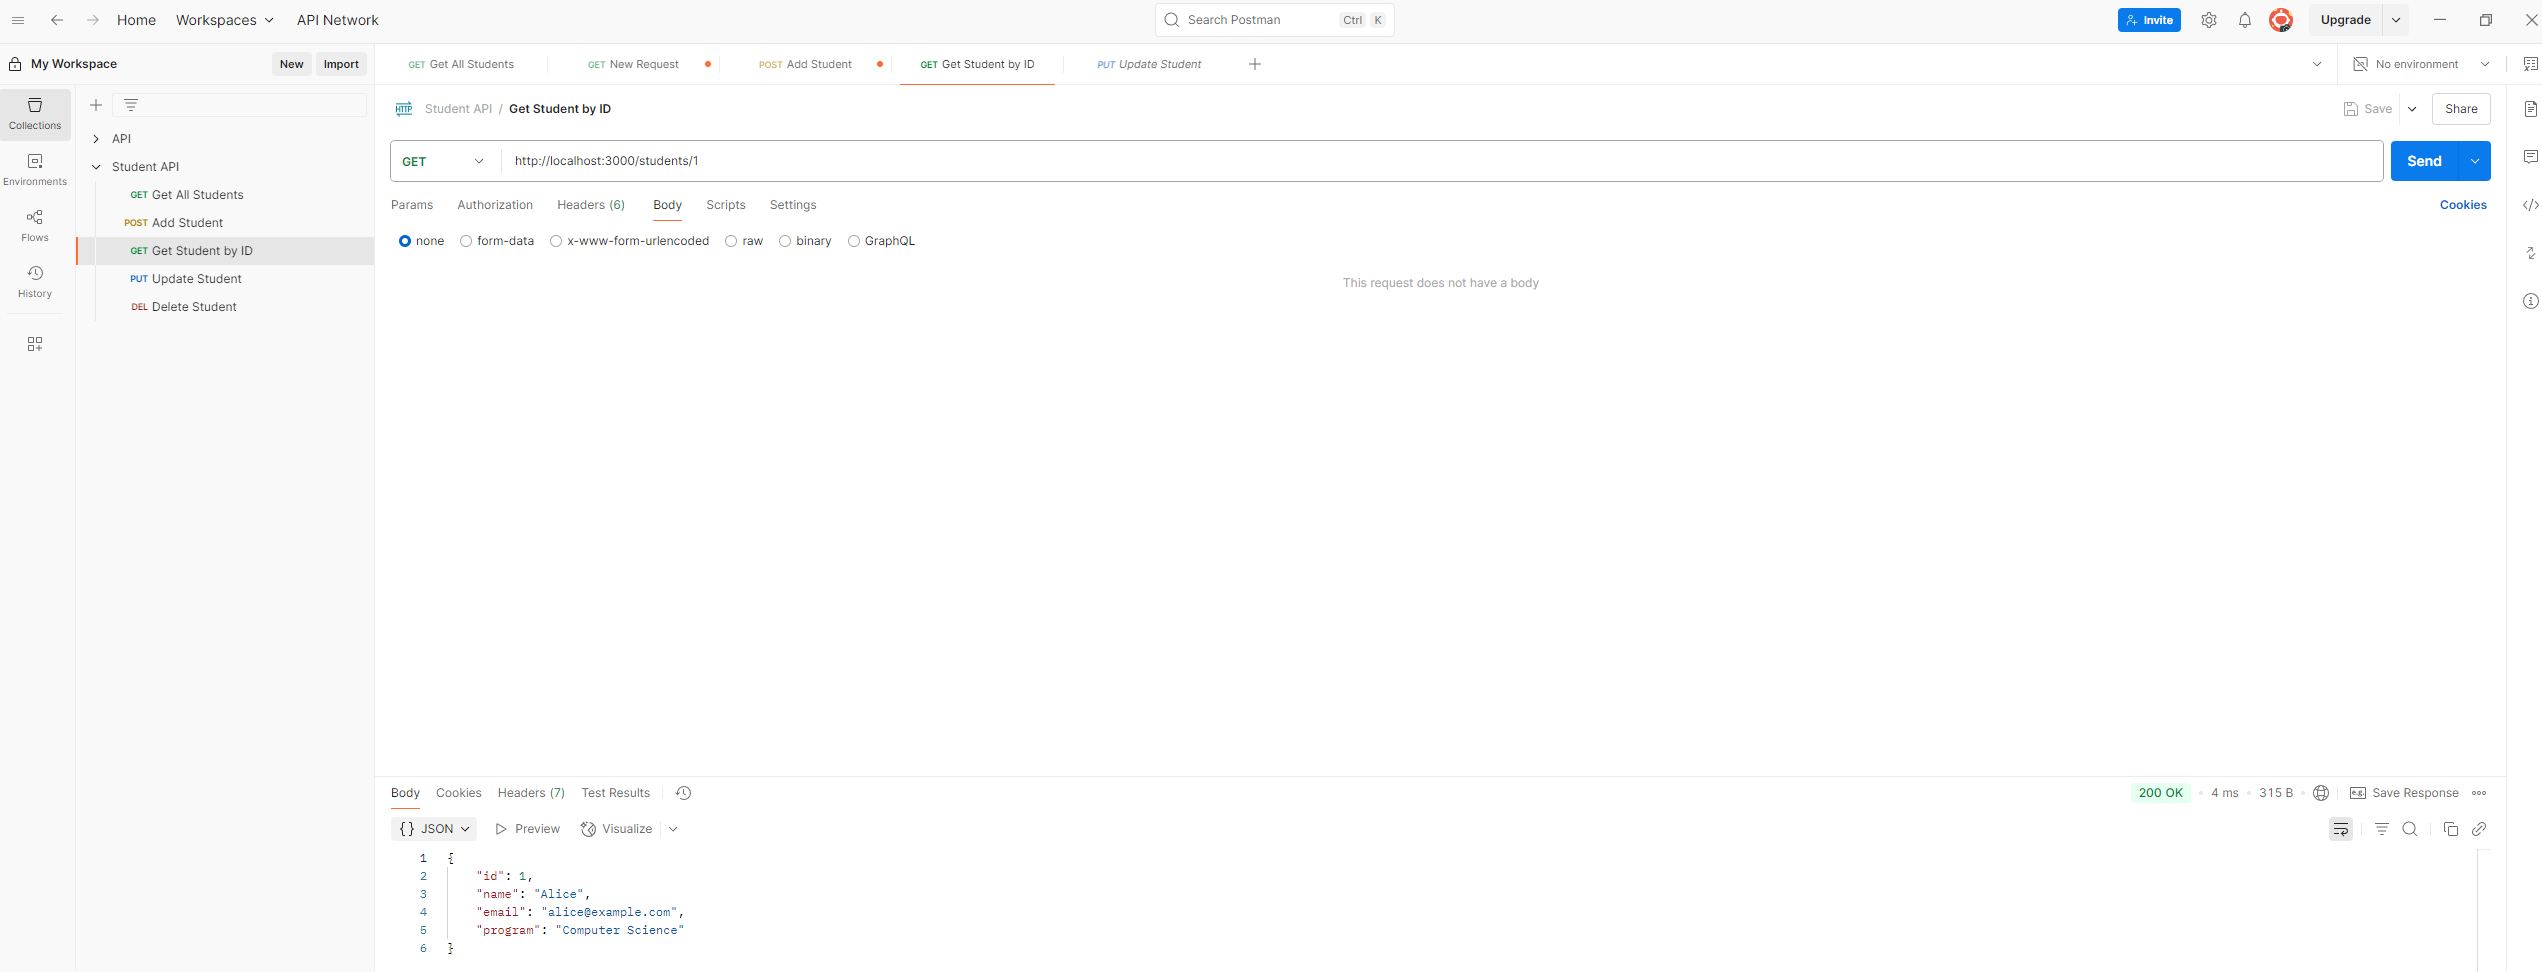 Home Workspaces API Network Search Postman Ctrl K Invite Upgrade
My Workspace New Import GET Get All Students GET New Request POST Add Student GET Get Student by ID PUT Update Student No environment
Collections
Environments
Flows
History
API
Student API
GET Get All Students
POST Add Student
GET Get Student by ID
PUT Update Student
DEL Delete Student
HTTP Student API / Get Student by ID Save Share
GET http://localhost:3000/students/1 Send
Params Authorization Headers (6) Body Scripts Settings Cookies
none form-data x-www-form-urlencoded raw binary GraphQL
This request does not have a body
Body Cookies Headers (7) Test Results 200 OK • 4 ms • 315 B • e.g. Save Response
{} JSON Preview Visualize
1 {
2 "id": 1,
3 "name": "Alice",
4 "email": "alice@example.com",
5 "program": "Computer Science"
6 }